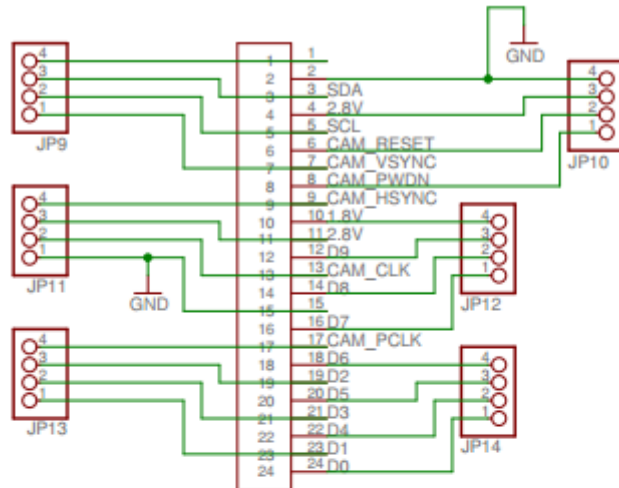 GND
JP9
4
3
2
1
JP10
4
3
2
1
JP11
4
3
2
1
GND
JP12
4
3
2
1
JP13
4
3
2
1
JP14
4
3
2
1
1 1
2 2
3 3 SDA
4 4 2.8V
5 5 SCL
6 6 CAM_RESET
7 7 CAM_VSYNC
8 8 CAM_PWDN
9 9 CAM_HSYNC
10 10 1.8V
11 11 2.8V
12 12 D9
13 13 CAM_CLK
14 14 D8
15 15
16 16 D7
17 17 CAM_PCLK
18 18 D6
19 19 D2
20 20 D5
21 21 D3
22 22 D4
23 23 D1
24 24 D0